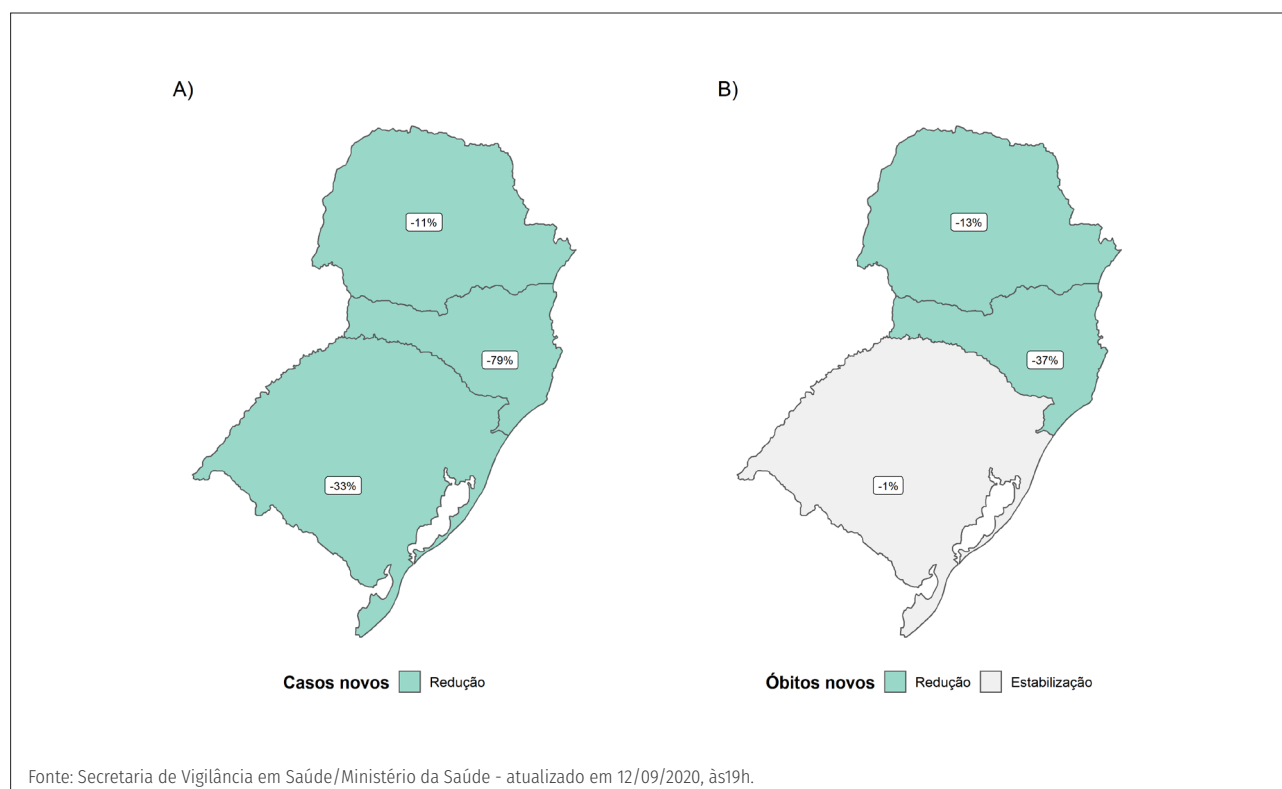 A)
B)
-11%
-13%
-79%
-37%
-33%
-1%
Casos novos Redução
Óbitos novos Redução Estabilização
Fonte: Secretaria de Vigilância em Saúde/Ministério da Saúde - atualizado em 12/09/2020, às19h.